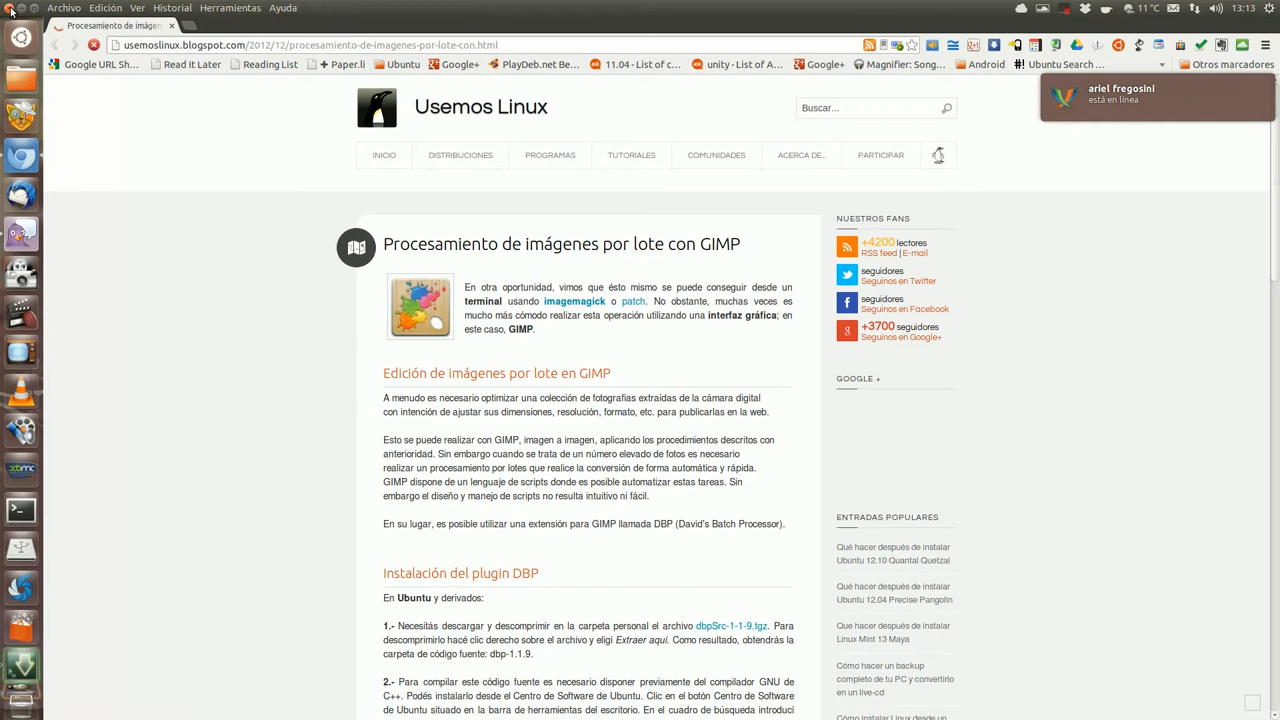 Archivo Edición Ver Historial Herramientas Ayuda
11°C
13:13
Procesamiento de imágen
usemoslinux.blogspot.com/2012/12/procesamiento-de-imagenes-por-lote-con.html
Google URL Sh... Read It Later Reading List + Paper.li Ubuntu Google+ PlayDeb.net Be... 11.04 - List of c... unity - List of A... Google+ Magnifier: Song... Android Ubuntu Search ... Otros marcadores
ariel fregosini
está en línea
Usemos Linux
Buscar...
INICIO DISTRIBUCIONES PROGRAMAS TUTORIALES COMUNIDADES ACERCA DE... PARTICIPAR
Procesamiento de imágenes por lote con GIMP
En otra oportunidad, vimos que ésto mismo se puede conseguir desde un
terminal usando imagemagick o patch. No obstante, muchas veces es
mucho más cómodo realizar esta operación utilizando una interfaz gráfica; en
este caso, GIMP.
Edición de imágenes por lote en GIMP
A menudo es necesario optimizar una colección de fotografías extraídas de la cámara digital
con intención de ajustar sus dimensiones, resolución, formato, etc. para publicarlas en la web.
Esto se puede realizar con GIMP, imagen a imagen, aplicando los procedimientos descritos con
anterioridad. Sin embargo cuando se trata de un número elevado de fotos es necesario
realizar un procesamiento por lotes que realice la conversión de forma automática y rápida.
GIMP dispone de un lenguaje de scripts donde es posible automatizar estas tareas. Sin
embargo el diseño y manejo de scripts no resulta intuitivo ni fácil.
En su lugar, es posible utilizar una extensión para GIMP llamada DBP (David's Batch Processor).
Instalación del plugin DBP
En Ubuntu y derivados:
1.- Necesitás descargar y descomprimir en la carpeta personal el archivo dbpSrc-1-1-9.tgz. Para
descomprimirlo hacé clic derecho sobre el archivo y eligi Extraer aqui. Como resultado, obtendrás la
carpeta de código fuente: dbp-1.1.9.
2.- Para compilar este código fuente es necesario disponer previamente del compilador GNU de
C++. Podés instalarlo desde el Centro de Software de Ubuntu. Clic en el botón Centro de Software
de Ubuntu situado en la barra de herramientas del escritorio. En el cuadro de búsqueda introduci
NUESTROS FANS
+4200 lectores
RSS feed | E-mail
seguidores
Seguinos en Twitter
seguidores
Seguinos en Facebook
+3700 seguidores
Seguinos en Google+
GOOGLE +
ENTRADAS POPULARES
Qué hacer después de instalar
Ubuntu 12.10 Quantal Quetzal
Qué hacer después de instalar
Ubuntu 12.04 Precise Pangolín
Que hacer después de instalar
Linux Mint 13 Maya
Cómo hacer un backup
completo de tu PC y convertirlo
en un live-cd
Cómo instalar Linux desde un